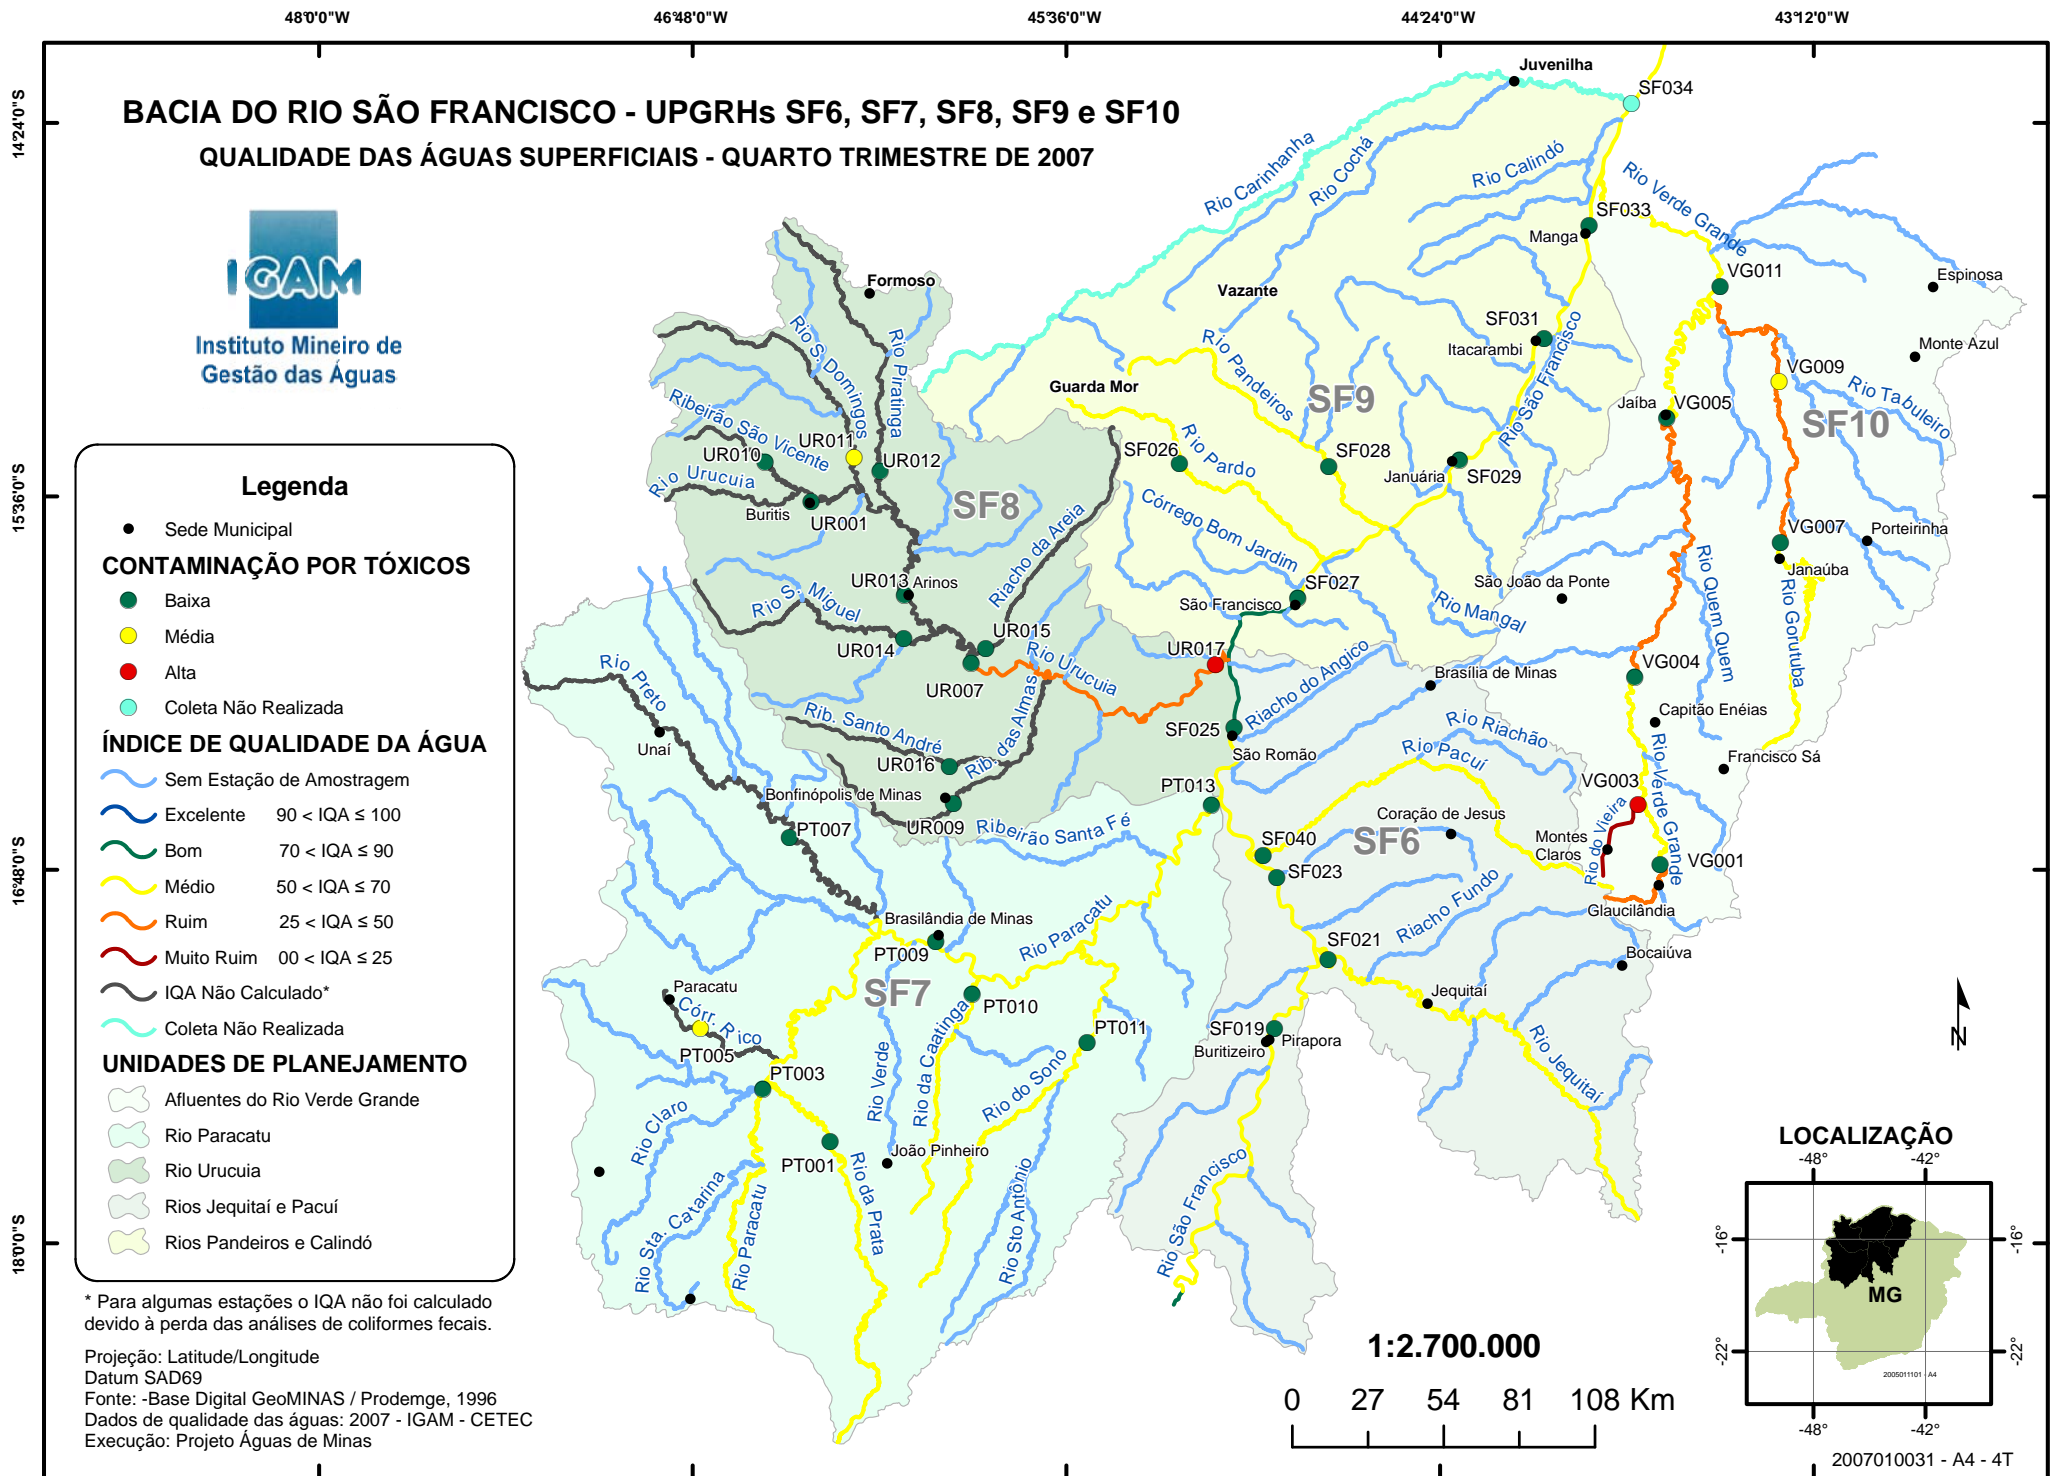 48°0'0"W
46°48'0"W
45°36'0"W
44°24'0"W
43°12'0"W
14°24'0"S
15°36'0"S
16°48'0"S
18°0'0"S
BACIA DO RIO SÃO FRANCISCO - UPGRHs SF6, SF7, SF8, SF9 e SF10
QUALIDADE DAS ÁGUAS SUPERFICIAIS - QUARTO TRIMESTRE DE 2007
IGAM
Instituto Mineiro de
Gestão das Águas
Legenda
Sede Municipal
CONTAMINAÇÃO POR TÓXICOS
Baixa
Média
Alta
Coleta Não Realizada
ÍNDICE DE QUALIDADE DA ÁGUA
Sem Estação de Amostragem
Excelente 90 < IQA ≤ 100
Bom 70 < IQA ≤ 90
Médio 50 < IQA ≤ 70
Ruim 25 < IQA ≤ 50
Muito Ruim 00 < IQA ≤ 25
IQA Não Calculado*
Coleta Não Realizada
UNIDADES DE PLANEJAMENTO
Afluentes do Rio Verde Grande
Rio Paracatu
Rio Urucuia
Rios Jequitaí e Pacuí
Rios Pandeiros e Calindó
* Para algumas estações o IQA não foi calculado
devido à perda das análises de coliformes fecais.
Projeção: Latitude/Longitude
Datum SAD69
Fonte: -Base Digital GeoMINAS / Prodemge, 1996
Dados de qualidade das águas: 2007 - IGAM - CETEC
Execução: Projeto Águas de Minas
Juvenilha
SF034
Rio Carinhanha
Rio Cochá
Rio Calindó
Rio Verde Grande
SF033
Manga
VG011
Espinosa
Formoso
Vazante
SF031
Itacarambi
Rio São Francisco
Monte Azul
VG009
Rio Tabuleiro
Rio S. Domingos
Rio Piratinga
Guarda Mor
Rio Pandeiros
SF9
Jaíba
VG005
SF10
Ribeirão São Vicente
UR011
UR010
UR012
Rio Urucuia
Buritis
UR001
SF8
SF026
Rio Pardo
SF028
Januária
SF029
Riacho da Areia
Córrego Bom Jardim
VG007
Porteirinha
Janaúba
UR013
Arinos
Rio S. Miguel
SF027
São Francisco
São João da Ponte
Rio Mangal
Rio Quem Quem
Rio Gorutuba
UR014
UR015
UR007
Rio Urucuia
UR017
Riacho do Angico
Brasília de Minas
VG004
Rio Preto
Unaí
Rib. Santo André
UR016
Rib. das Almas
SF025
São Romão
Rio Riachão
Rio Pacuí
Capitão Enéias
Francisco Sá
Bonfinópolis de Minas
UR009
PT013
VG003
Rio Verde Grande
PT007
Ribeirão Santa Fé
SF040
SF023
SF6
Coração de Jesus
Montes
Claros
Rio do Vieira
VG001
Glaucilândia
Brasilândia de Minas
PT009
Rio Paracatu
Riacho Fundo
SF021
Bocaiúva
Paracatu
Córr. Rico
PT005
SF7
PT010
PT011
SF019
Buritizeiro
Pirapora
Jequitaí
Rio Jequitaí
PT003
Rio Verde
Rio da Caatinga
Rio do Sono
Rio Claro
PT001
João Pinheiro
Rio Sta. Catarina
Rio Paracatu
Rio da Prata
Rio Sto Antônio
Rio São Francisco
N
1:2.700.000
0 27 54 81 108 Km
LOCALIZAÇÃO
-48° -42°
-16° -16°
MG
-22° -22°
2005011101 - A4
-48° -42°
2007010031 - A4 - 4T